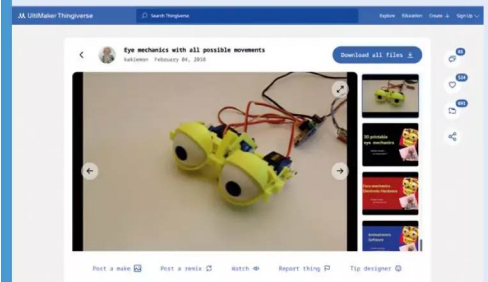 UltiMaker Thingiverse
Search Thingiverse
Explore Education Create Sign Up
Eye mechanics with all possible movements
February 04, 2018
Download all files
3D printable
eye mechanics
Face mechanics
Electronic Hardware
Animatronics
Software
Post a make
Post a remix
Watch
Report thing
Tip designer